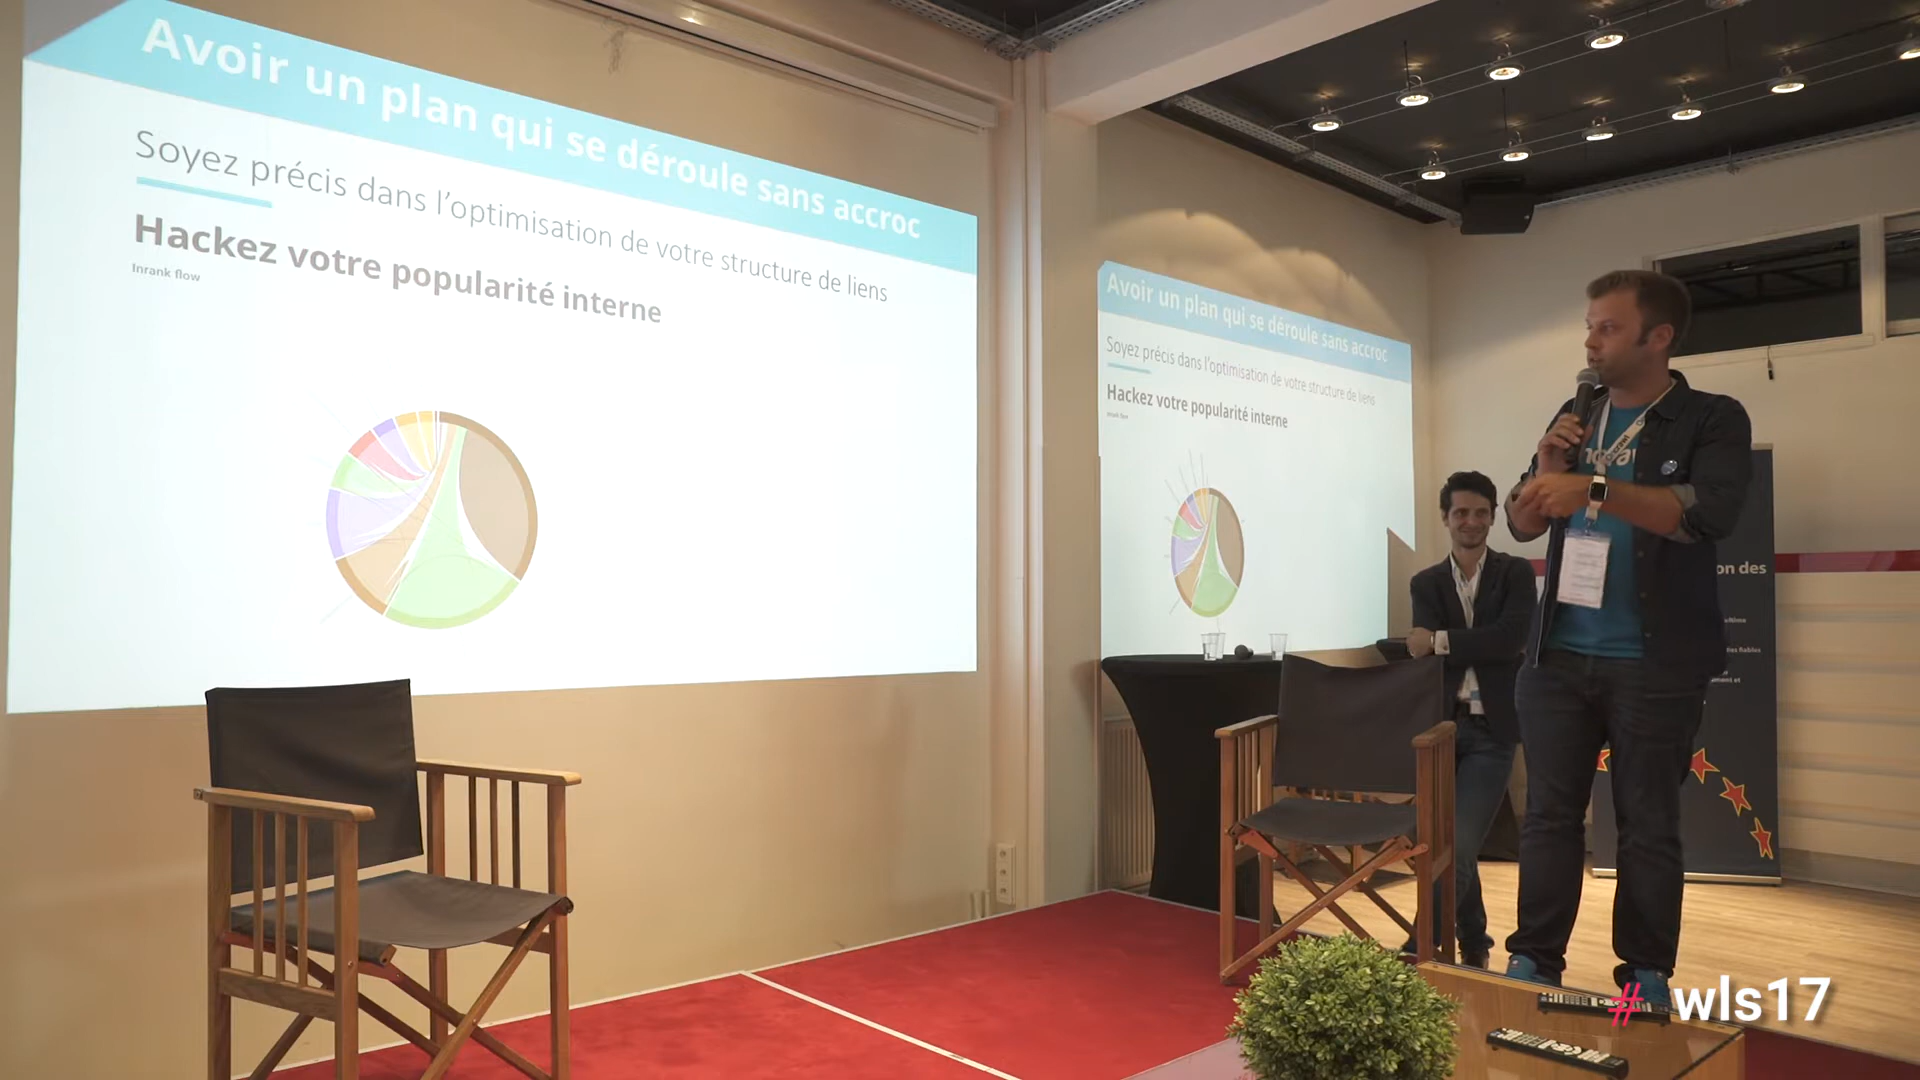 Avoir un plan qui se déroule sans accroc
Soyez précis dans l'optimisation de votre structure de liens
Hackez votre popularité interne
Inrank flow
Avoir un plan qui se déroule sans accroc
Soyez précis dans l'optimisation de votre structure de liens
Hackez votre popularité interne
Inrank flow
on des
# wls17